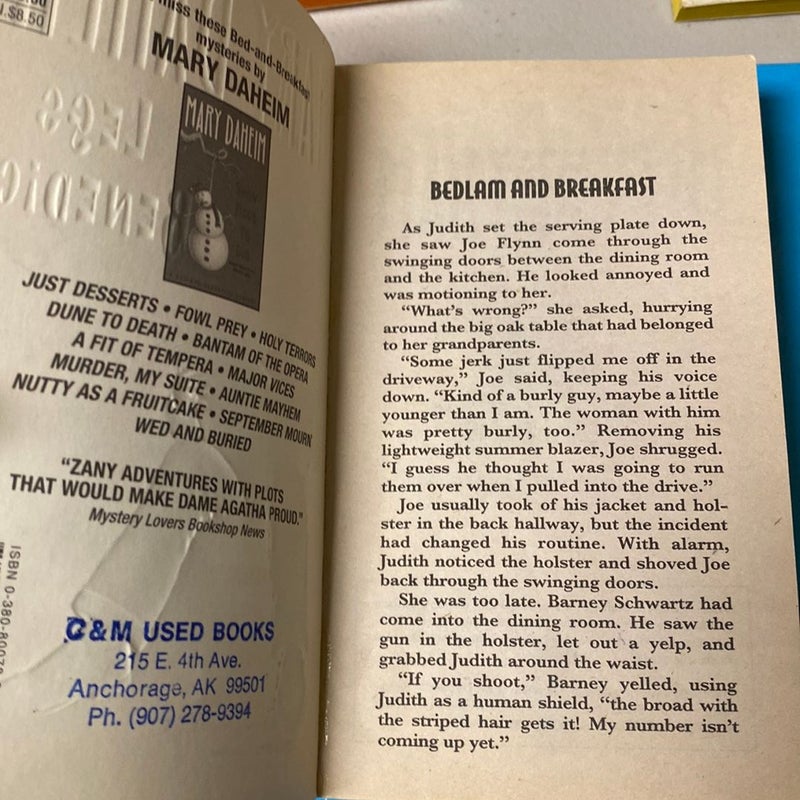 $8.50
miss these Bed-and-Breakfast
mysteries by
MARY DAHEIM
MARY DAHEIM
JUST DESSERTS • FOWL PREY • HOLY TERRORS
DUNE TO DEATH • BANTAM OF THE OPERA
A FIT OF TEMPERA • MAJOR VICES
MURDER, MY SUITE • AUNTIE MAYHEM
NUTTY AS A FRUITCAKE • SEPTEMBER MOURN
WED AND BURIED
"ZANY ADVENTURES WITH PLOTS
THAT WOULD MAKE DAME AGATHA PROUD."
Mystery Lovers Bookshop News
ISBN 0-380-80078
C&M USED BOOKS
215 E. 4th Ave.
Anchorage, AK 99501
Ph. (907) 278-9394
BEDLAM AND BREAKFAST
As Judith set the serving plate down,
she saw Joe Flynn come through the
swinging doors between the dining room
and the kitchen. He looked annoyed and
was motioning to her.
“What’s wrong?” she asked, hurrying
around the big oak table that had belonged
to her grandparents.
“Some jerk just flipped me off in the
driveway,” Joe said, keeping his voice
down. “Kind of a burly guy, maybe a little
younger than I am. The woman with him
was pretty burly, too.” Removing his
lightweight summer blazer, Joe shrugged.
“I guess he thought I was going to run
them over when I pulled into the drive.”
Joe usually took of his jacket and hol-
ster in the back hallway, but the incident
had changed his routine. With alarm,
Judith noticed the holster and shoved Joe
back through the swinging doors.
She was too late. Barney Schwartz had
come into the dining room. He saw the
gun in the holster, let out a yelp, and
grabbed Judith around the waist.
“If you shoot,” Barney yelled, using
Judith as a human shield, “the broad with
the striped hair gets it! My number isn’t
coming up yet.”